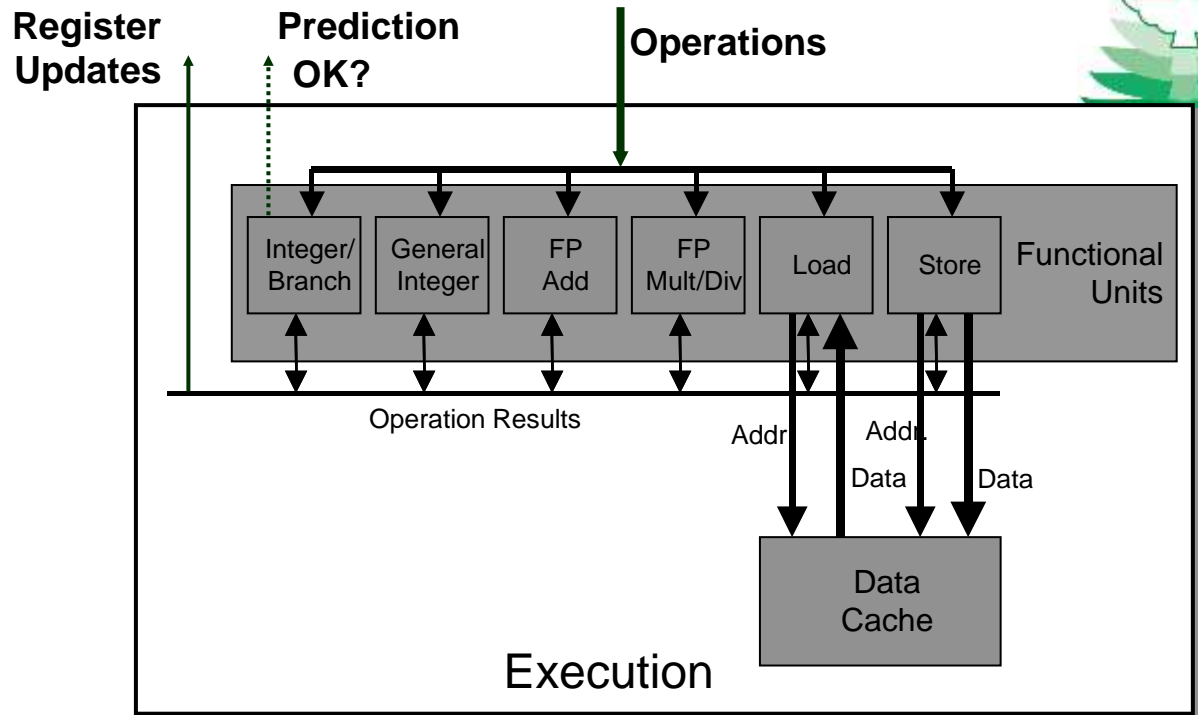 Register
Updates
Prediction
OK?
Operations
Integer/
Branch
General
Integer
FP
Add
FP
Mult/Div
Load
Store
Functional
Units
Operation Results
Addr
Addr.
Data
Data
Data
Cache
Execution